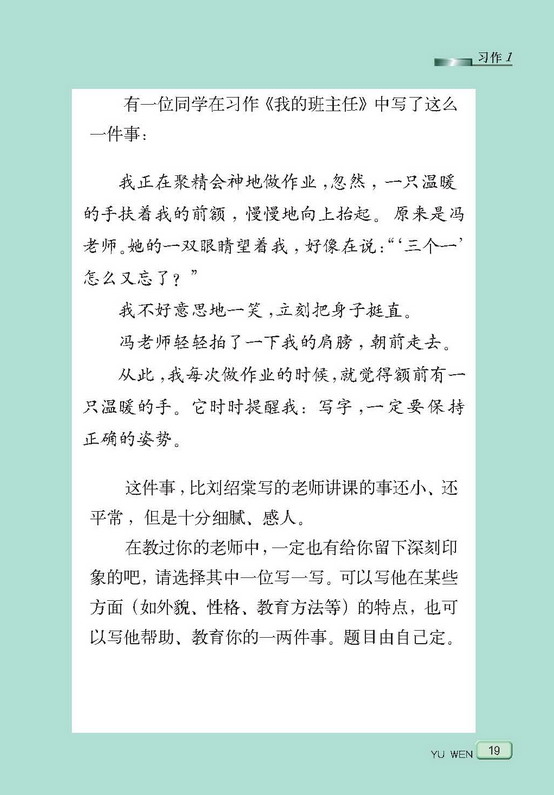 习作1
有一位同学在习作《我的班主任》中写了这么
一件事：
我正在聚精会神地做作业，忽然，一只温暖
的手扶着我的前额，慢慢地向上抬起。原来是冯
老师。她的一双眼睛望着我，好像在说：“‘三个一’
怎么又忘了？”
我不好意思地一笑，立刻把身子挺直。
冯老师轻轻拍了一下我的肩膀，朝前走去。
从此，我每次做作业的时候，就觉得额前有一
只温暖的手。它时时提醒我：写字，一定要保持
正确的姿势。
这件事，比刘绍棠写的老师讲课的事还小、还
平常，但是十分细腻、感人。
在教过你的老师中，一定也有给你留下深刻印
象的吧，请选择其中一位写一写。可以写他在某些
方面（如外貌、性格、教育方法等）的特点，也可
以写他帮助、教育你的一两件事。题目由自己定。
YU WEN 19